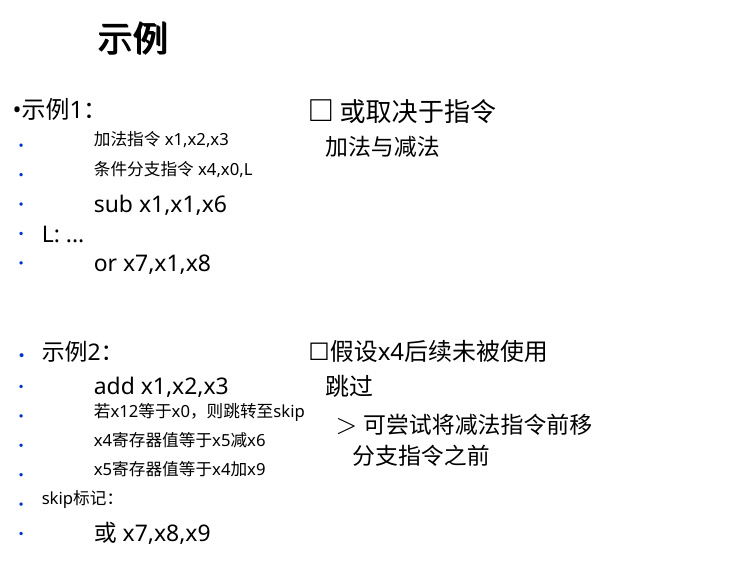 示例
•示例1：
• 加法指令 x1,x2,x3
• 条件分支指令 x4,x0,L
• sub x1,x1,x6
• L: ...
• or x7,x1,x8
□ 或取决于指令
加法与减法
• 示例2：
• add x1,x2,x3
• 若x12等于x0，则跳转至skip
• x4寄存器值等于x5减x6
• x5寄存器值等于x4加x9
• skip标记：
• 或 x7,x8,x9
□假设x4后续未被使用
跳过
＞ 可尝试将减法指令前移
分支指令之前